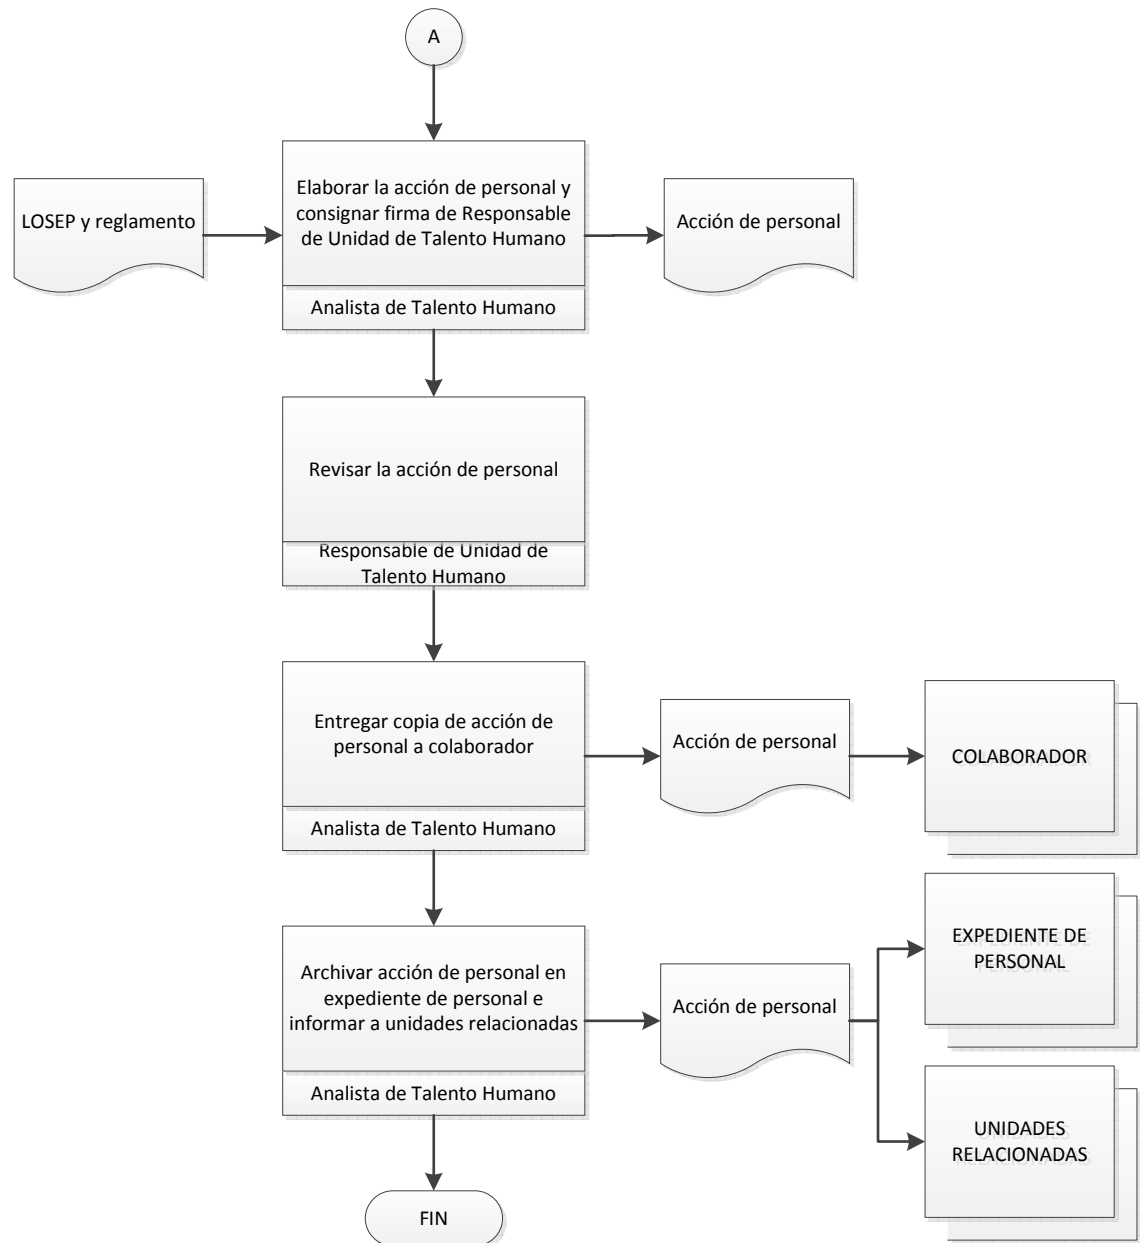 A
LOSEP y reglamento
Elaborar la acción de personal y
consignar firma de Responsable
de Unidad de Talento Humano
Analista de Talento Humano
Acción de personal
Revisar la acción de personal
Responsable de Unidad de
Talento Humano
Entregar copia de acción de
personal a colaborador
Analista de Talento Humano
Acción de personal
COLABORADOR
Archivar acción de personal en
expediente de personal e
informar a unidades relacionadas
Analista de Talento Humano
Acción de personal
EXPEDIENTE DE
PERSONAL
UNIDADES
RELACIONADAS
FIN